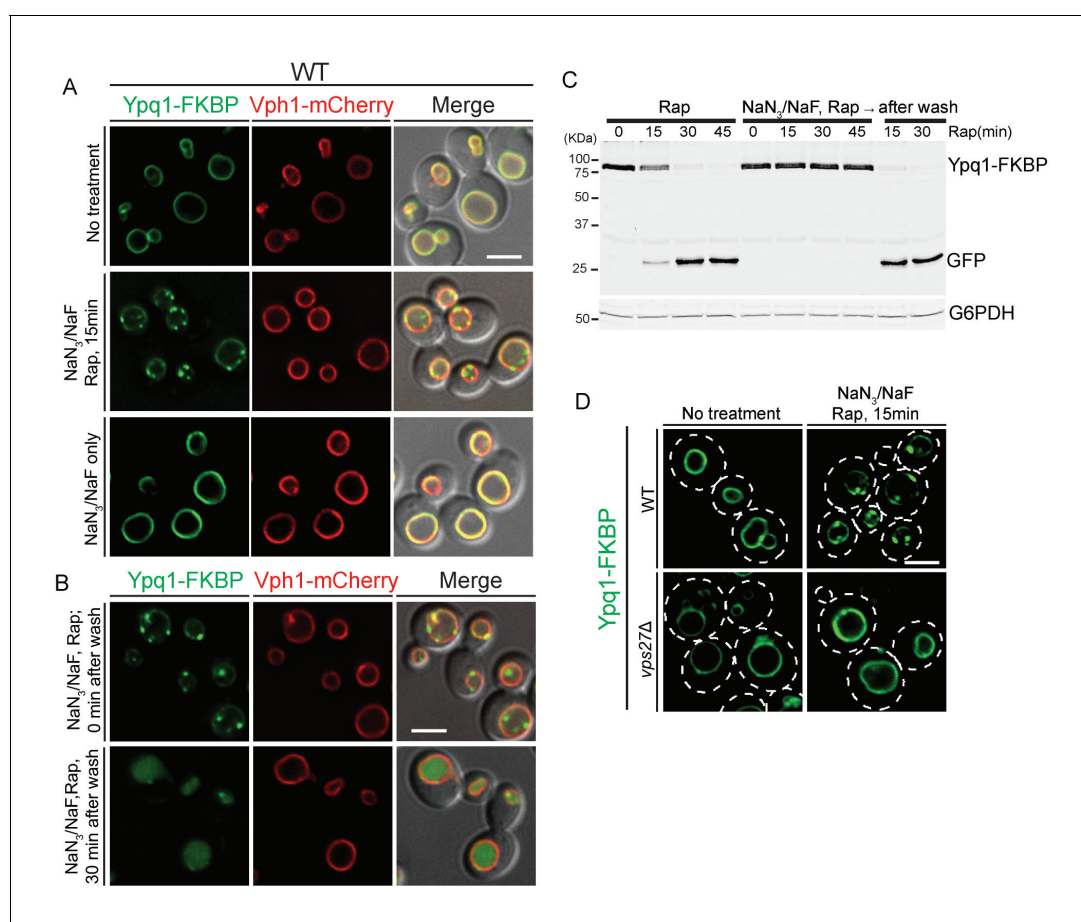 A
WT
Ypq1-FKBP Vph1-mCherry Merge
No treatment
NaN3/NaF
Rap, 15min
NaN3/NaF only
B
Ypq1-FKBP Vph1-mCherry Merge
NaN3/NaF, Rap;
0 min after wash
NaN3/NaF,Rap,
30 min after wash
C
Rap NaN3/NaF, Rap → after wash
0 15 30 45 0 15 30 45 15 30 Rap(min)
(KDa)
100
75
50
37
25
50
Ypq1-FKBP
GFP
G6PDH
D
No treatment
NaN3/NaF
Rap, 15min
Ypq1-FKBP
WT
vps27Δ